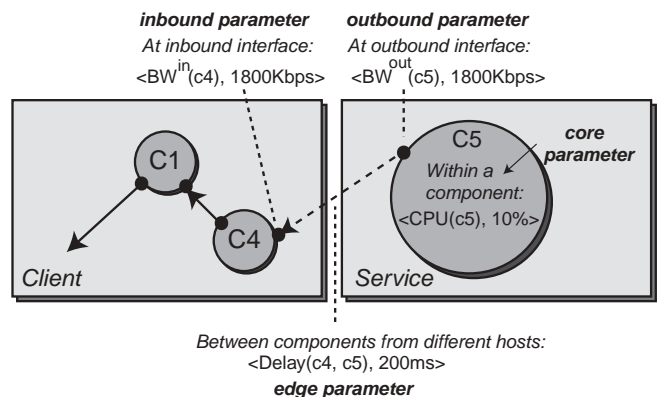 inbound parameter
At inbound interface:
<BW^in(c4), 1800Kbps>
outbound parameter
At outbound interface:
<BW^out(c5), 1800Kbps>
C1
C4
Client
C5
Within a
component:
<CPU(c5), 10%>
core
parameter
Service
Between components from different hosts:
<Delay(c4, c5), 200ms>
edge parameter